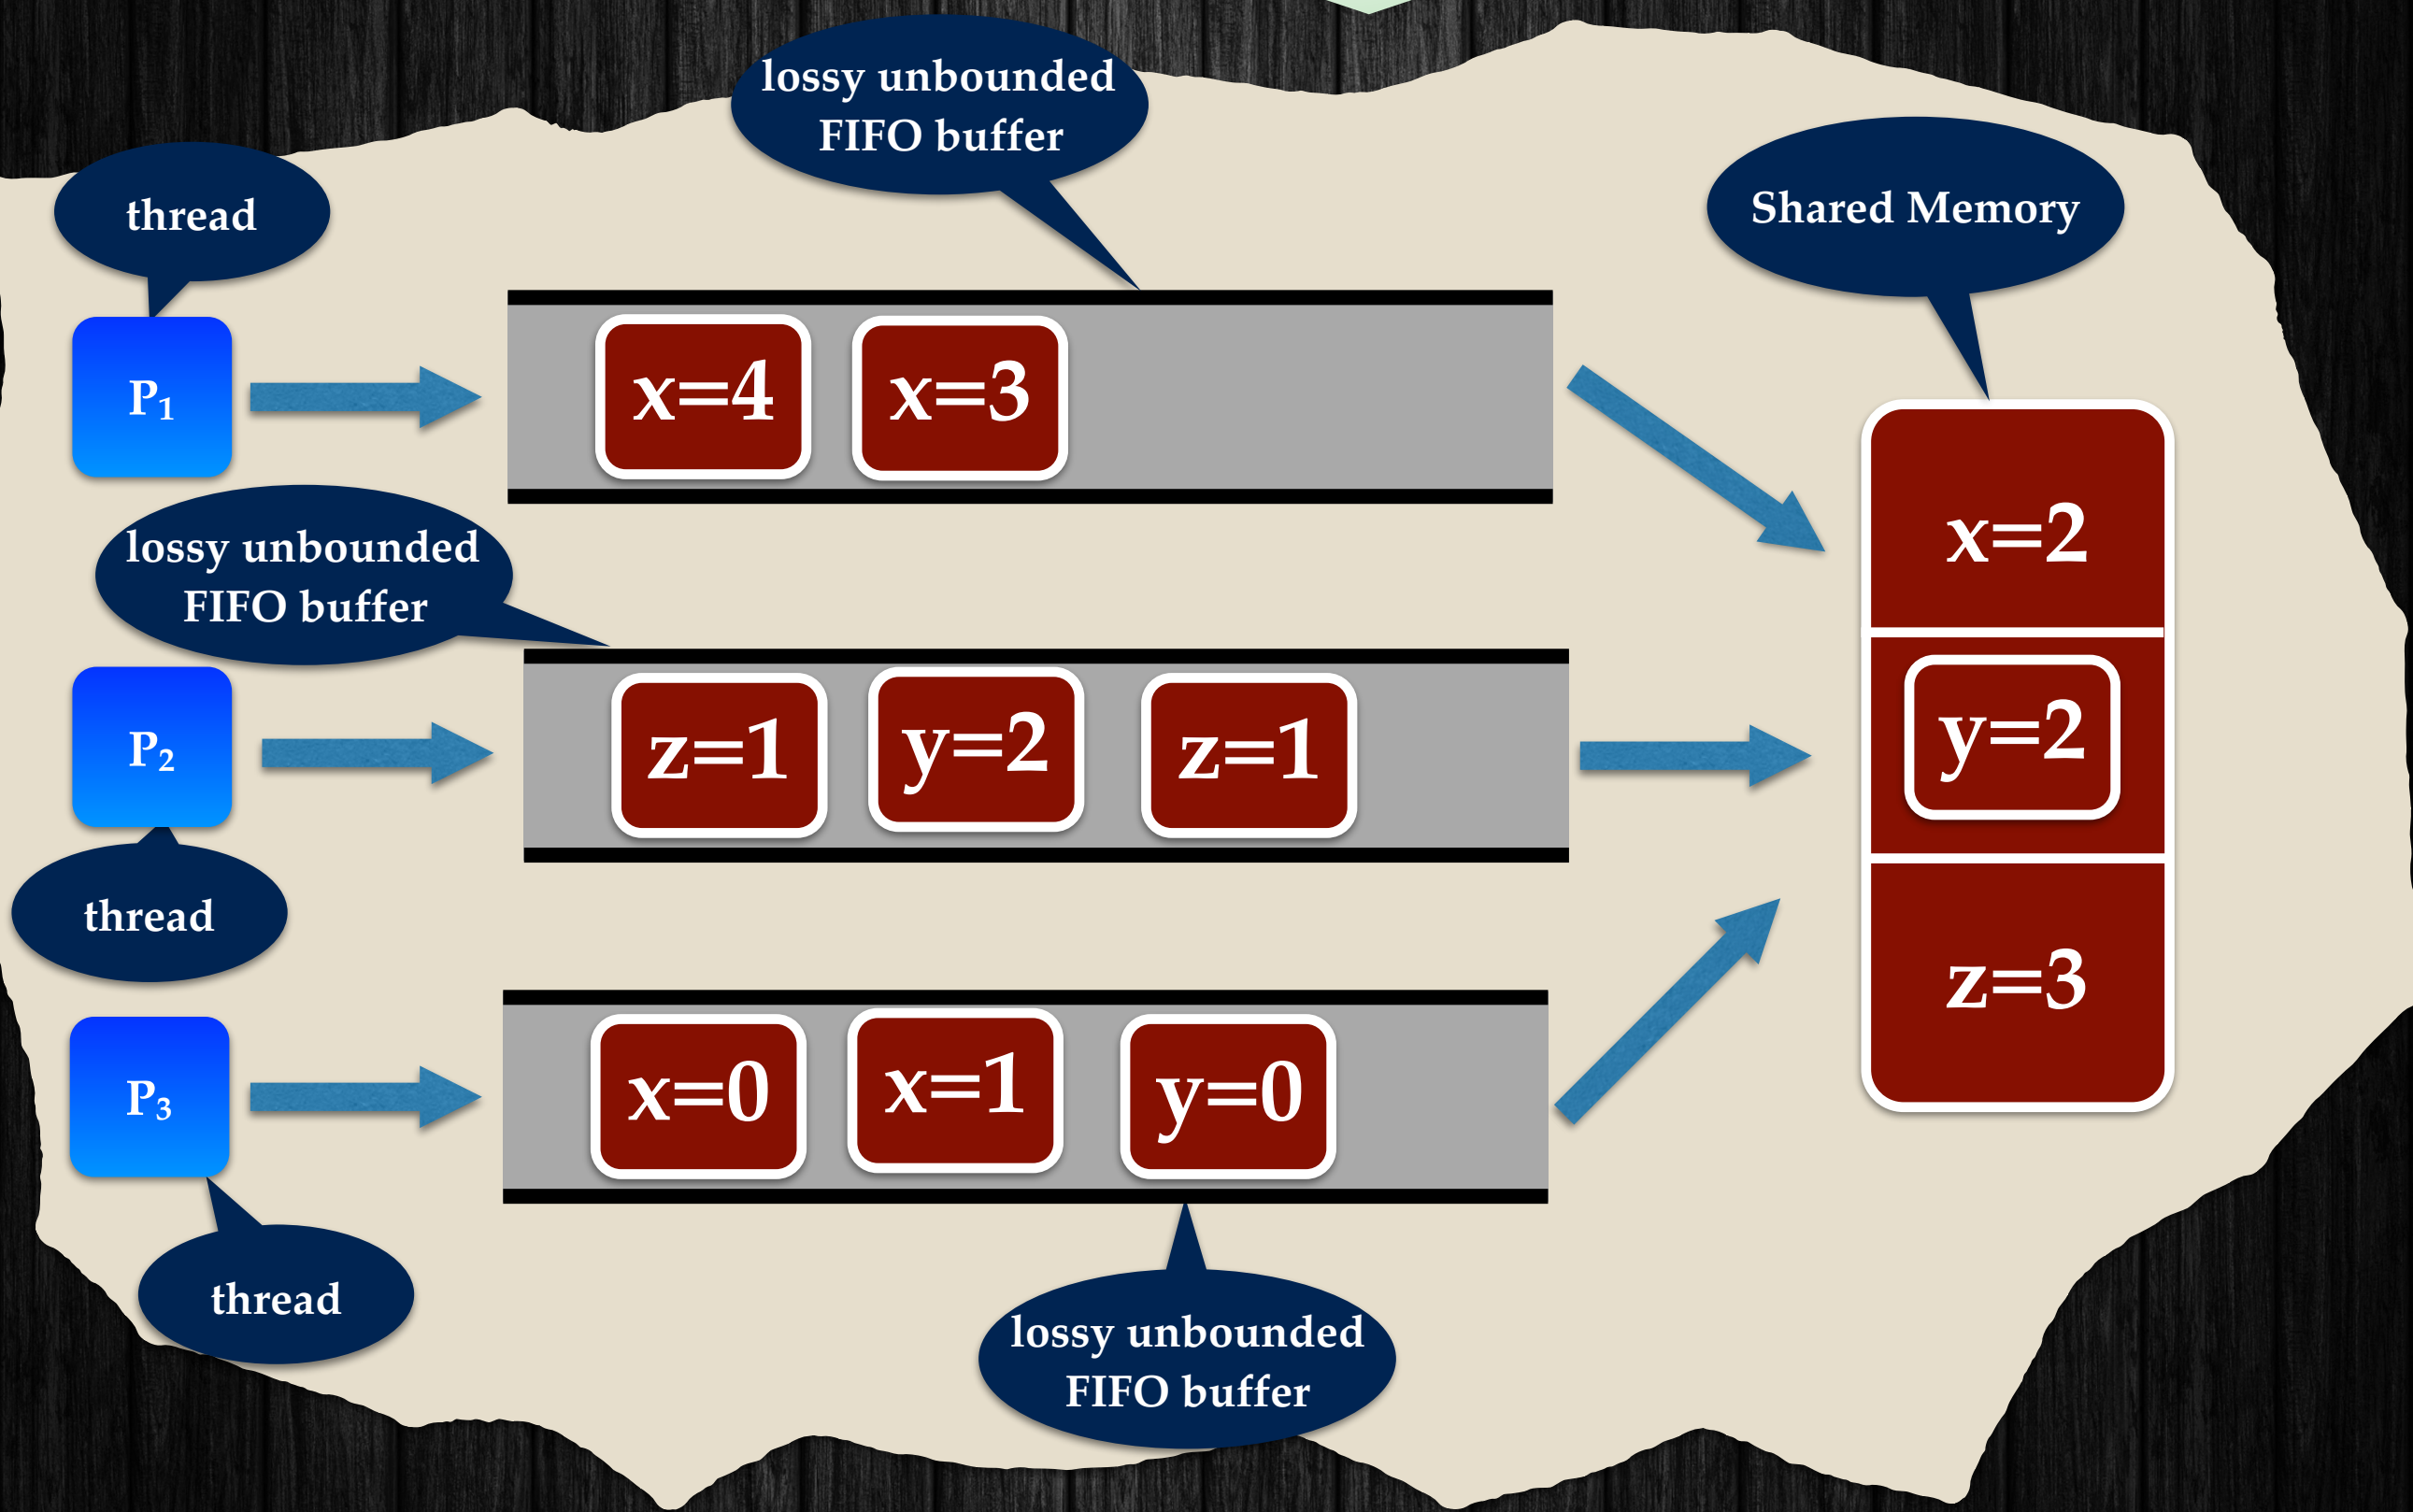 lossy unbounded
FIFO buffer
thread
Shared Memory
P₁
x=4
x=3
x=2
lossy unbounded
FIFO buffer
P₂
z=1
y=2
z=1
y=2
thread
z=3
P₃
x=0
x=1
y=0
thread
lossy unbounded
FIFO buffer